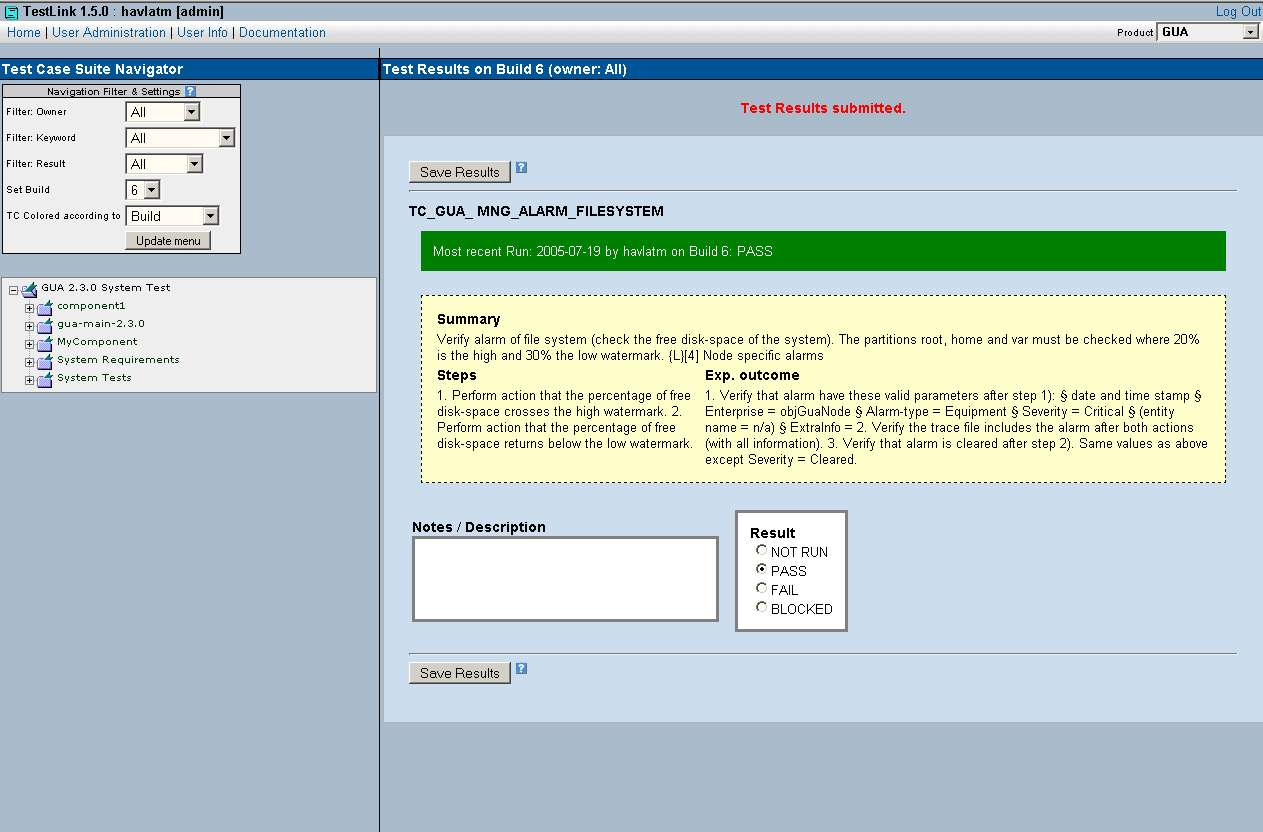 TestLink 1.5.0 : havlatm [admin]
Log Out
Home | User Administration | User Info | Documentation
Product GUA
Test Case Suite Navigator
Navigation Filter & Settings ?
Filter: Owner All
Filter: Keyword All
Filter: Result All
Set Build 6
TC Colored according to Build
Update menu
GUA 2.3.0 System Test
component1
gua-main-2.3.0
MyComponent
System Requirements
System Tests
Test Results on Build 6 (owner: All)
Test Results submitted.
Save Results ?
TC_GUA_ MNG_ALARM_FILESYSTEM
Most recent Run: 2005-07-19 by havlatm on Build 6: PASS
Summary
Verify alarm of file system (check the free disk-space of the system). The partitions root, home and var must be checked where 20%
is the high and 30% the low watermark. {L}[4] Node specific alarms
Steps
1. Perform action that the percentage of free
disk-space crosses the high watermark. 2.
Perform action that the percentage of free
disk-space returns below the low watermark.
Exp. outcome
1. Verify that alarm have these valid parameters after step 1): § date and time stamp §
Enterprise = objGuaNode § Alarm-type = Equipment § Severity = Critical § (entity
name = n/a) § ExtraInfo = 2. Verify the trace file includes the alarm after both actions
(with all information). 3. Verify that alarm is cleared after step 2). Same values as above
except Severity = Cleared.
Notes / Description
Result
NOT RUN
PASS
FAIL
BLOCKED
Save Results ?